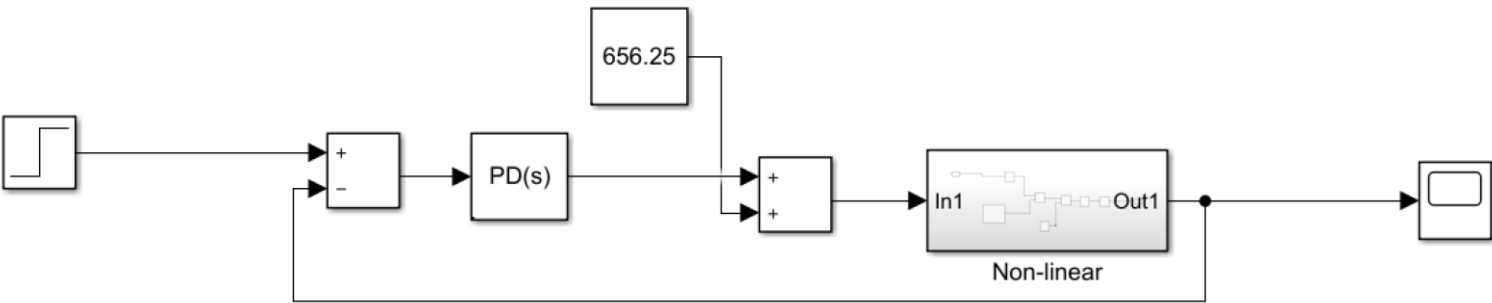 656.25
+
−
PD(s)
+
+
In1
Out1
Non-linear